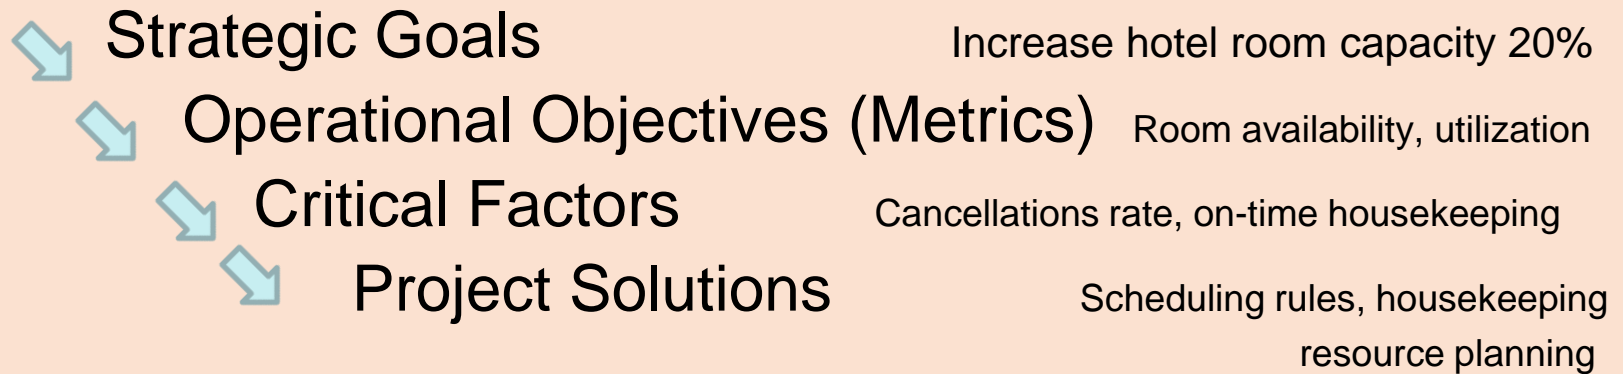 Strategic Goals Increase hotel room capacity 20%
Operational Objectives (Metrics) Room availability, utilization
Critical Factors Cancellations rate, on-time housekeeping
Project Solutions Scheduling rules, housekeeping
resource planning